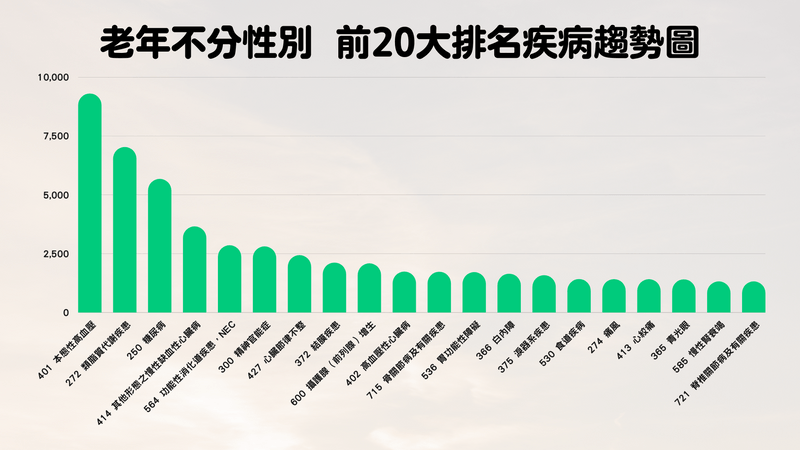 老年不分性別 前20大排名疾病趨勢圖
10,000
7,500
5,000
2,500
0
401 本態性高血壓
272 類脂質代謝疾患
250 糖尿病
414 其他形態之慢性缺血性心臟病
564 功能性消化道疾患,NEC
300 精神官能症
427 心臟節律不整
372 結膜疾患
600 攝護腺(前列腺)增生
402 高血壓性心臟病
715 骨關節病及有關疾患
536 胃功能性障礙
366 白內障
375 淚器系疾患
530 食道疾病
274 痛風
413 心絞痛
365 青光眼
585 慢性腎衰竭
721 脊椎關節病及有關疾患